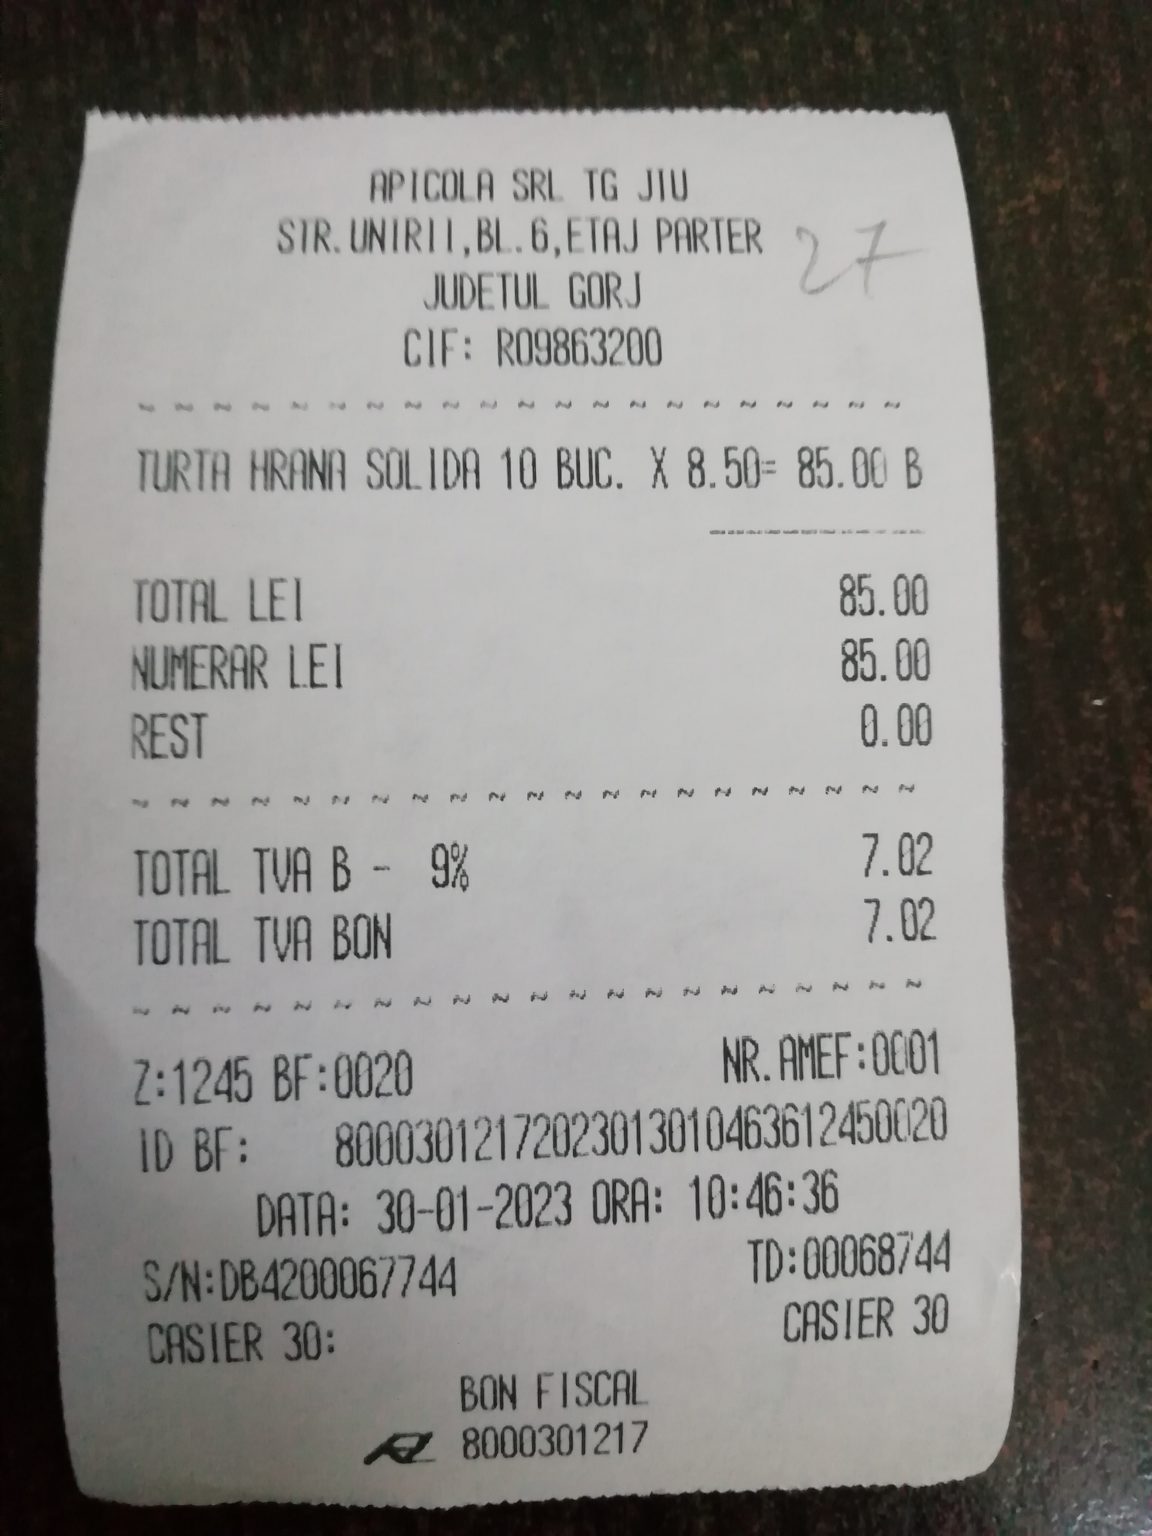 APICOLA SRL TG JIU
STR.UNIRII,BL.6,ETAJ PARTER
27
JUDETUL GORJ
CIF: RO9863200
~ ~ ~ ~ ~ ~ ~ ~ ~ ~ ~ ~ ~ ~ ~ ~ ~ ~ ~ ~ ~
TURTA HRANA SOLIDA 10 BUC. X 8.50= 85.00 B
TOTAL LEI 85.00
NUMERAR LEI 85.00
REST 0.00
~ ~ ~ ~ ~ ~ ~ ~ ~ ~ ~ ~ ~ ~ ~ ~ ~ ~ ~ ~ ~
TOTAL TVA B - 9% 7.02
TOTAL TVA BON 7.02
~ ~ ~ ~ ~ ~ ~ ~ ~ ~ ~ ~ ~ ~ ~ ~ ~ ~ ~ ~ ~
Z:1245 BF:0020 NR.AMEF:0001
ID BF: 80003012172023013010463612450020
DATA: 30-01-2023 ORA: 10:46:36
S/N:DB4200067744 TD:00068744
CASIER 30: CASIER 30
BON FISCAL
8000301217